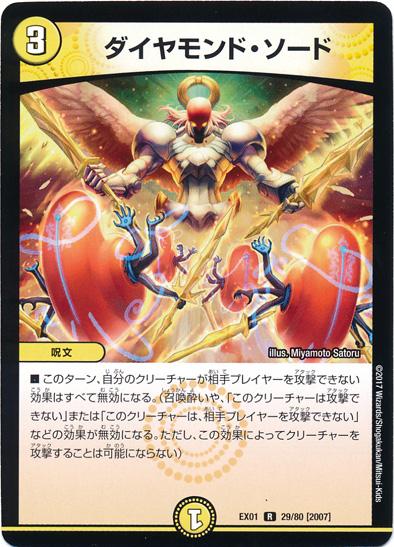 3
ダイヤモンド・ソード
呪文
illus. Miyamoto Satoru
■ このターン、自分のクリーチャーが相手プレイヤーを攻撃できない
効果はすべて無効になる。(召喚酔いや、「このクリーチャーは攻撃で
きない」または「このクリーチャーは、相手プレイヤーを攻撃できない」
などの効果が無効になる。ただし、この効果によってクリーチャーを
攻撃することは可能にならない)
©2017 Wizards/Shogakukan/Mitsui-Kids
1
EX01 R 29/80 [2007]